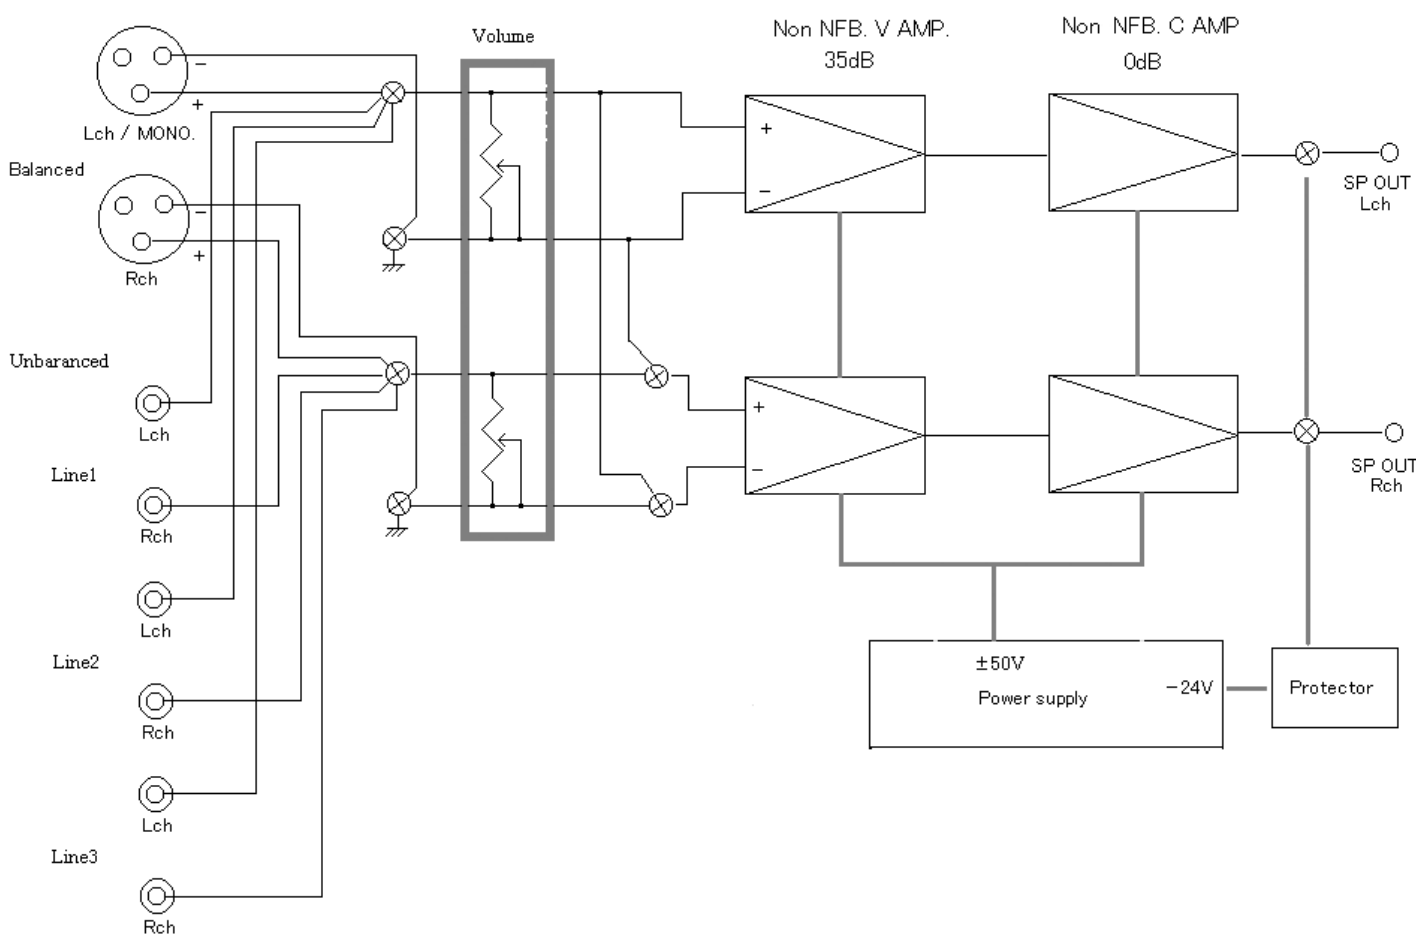 Volume
Non NFB. V AMP.
35dB
Non NFB. C AMP
0dB
−
+
Lch / MONO.
Balanced
−
+
Rch
Unbaranced
Lch
Line1
Rch
Lch
Line2
Rch
Lch
Line3
Rch
+
−
+
−
SP OUT
Lch
SP OUT
Rch
±50V
Power supply
−24V
Protector